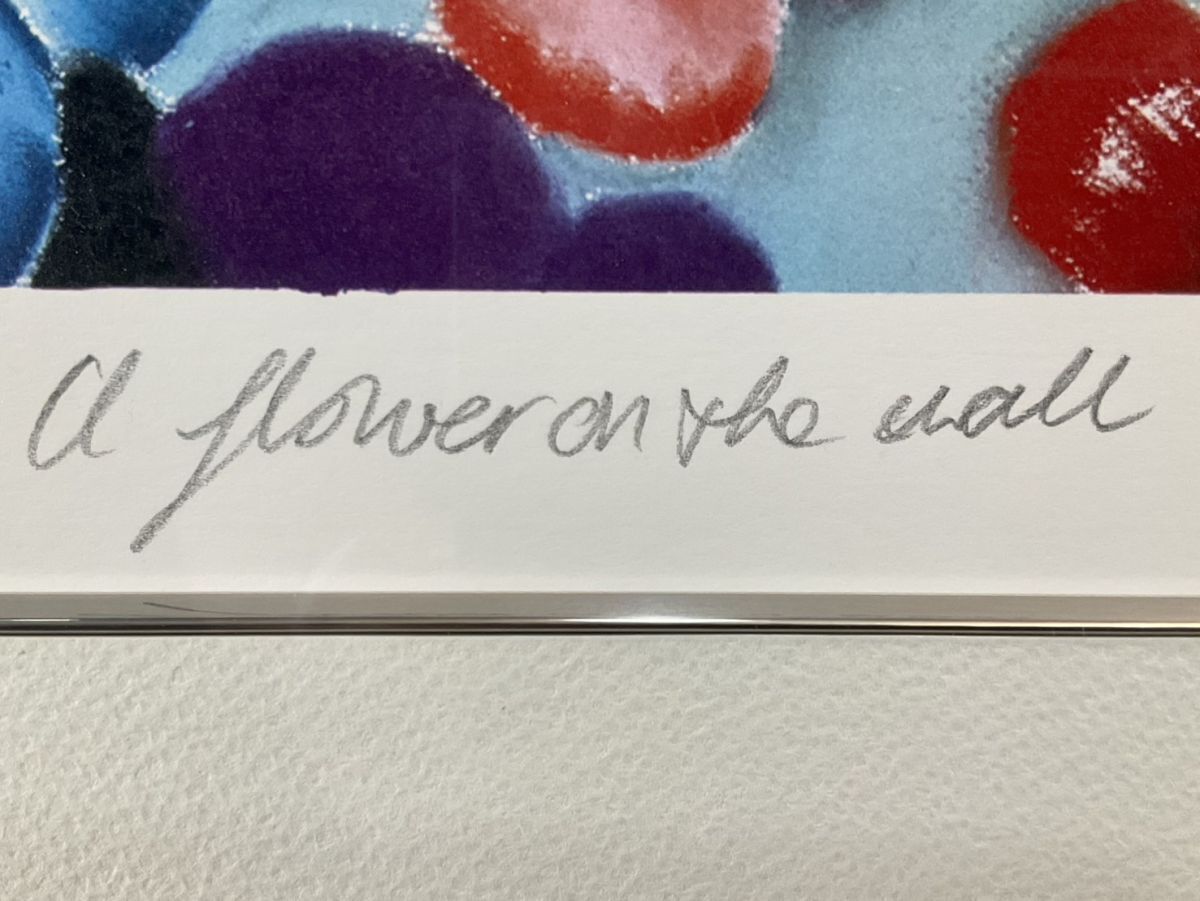 A flower on the wall